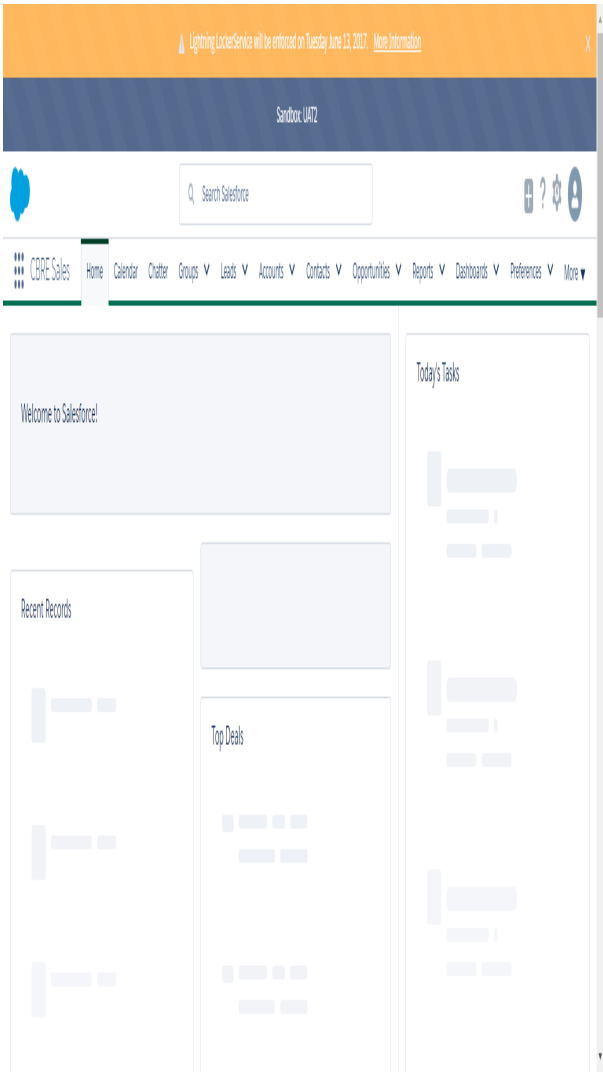 Lightning LockerService will be enforced on Tuesday June 13, 2017. More Information
Sandbox: UAT2
Search Salesforce
CBRE Sales Home Calendar Chatter Groups Leads Accounts Contacts Opportunities Reports Dashboards Preferences More
Today's Tasks
Welcome to Salesforce!
Recent Records
Top Deals